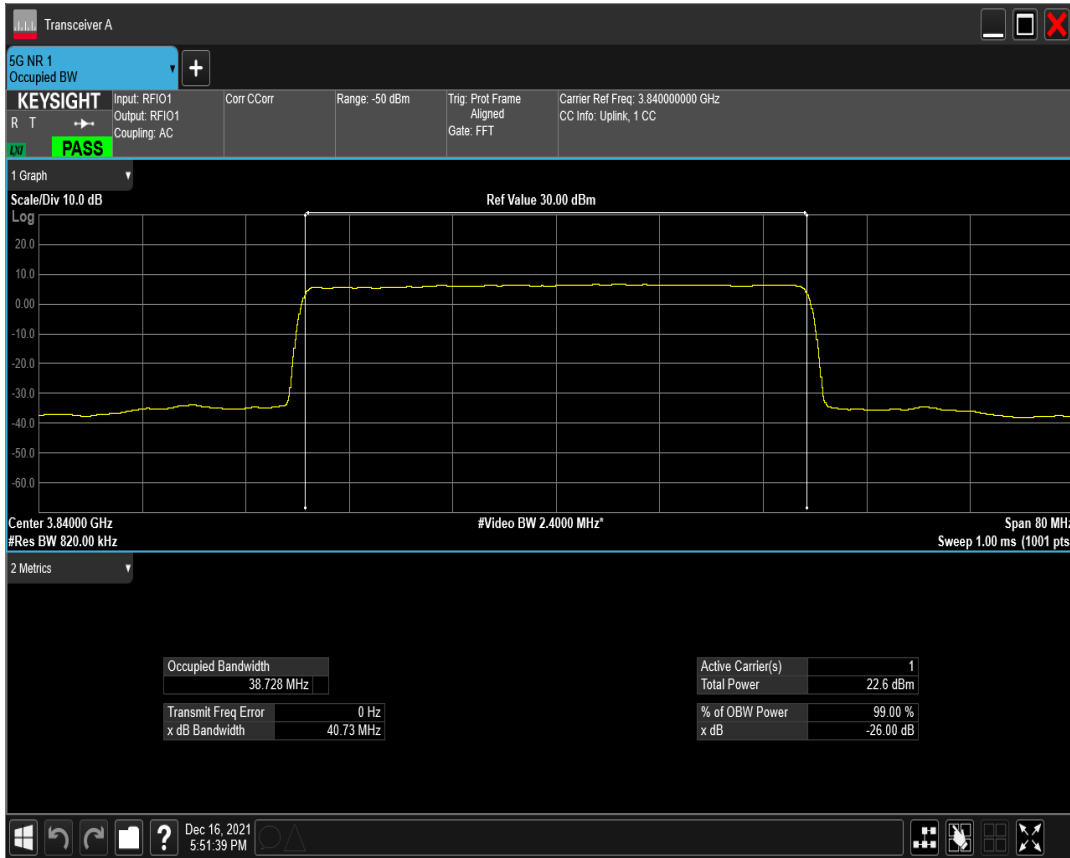 Transceiver A
5G NR 1
Occupied BW
KEYSIGHT
R T
LXI
PASS
Input: RFIO1
Output: RFIO1
Coupling: AC
Corr CCorr
Range: -50 dBm
Trig: Prot Frame
Aligned
Gate: FFT
Carrier Ref Freq: 3.840000000 GHz
CC Info: Uplink, 1 CC
1 Graph
Scale/Div 10.0 dB
Ref Value 30.00 dBm
Log
20.0
10.0
0.00
-10.0
-20.0
-30.0
-40.0
-50.0
-60.0
Center 3.84000 GHz
#Video BW 2.4000 MHz*
Span 80 MHz
#Res BW 820.00 kHz
Sweep 1.00 ms (1001 pts
2 Metrics
Occupied Bandwidth
38.728 MHz
Transmit Freq Error 0 Hz
x dB Bandwidth 40.73 MHz
Active Carrier(s) 1
Total Power 22.6 dBm
% of OBW Power 99.00 %
x dB -26.00 dB
?
Dec 16, 2021
5:51:39 PM